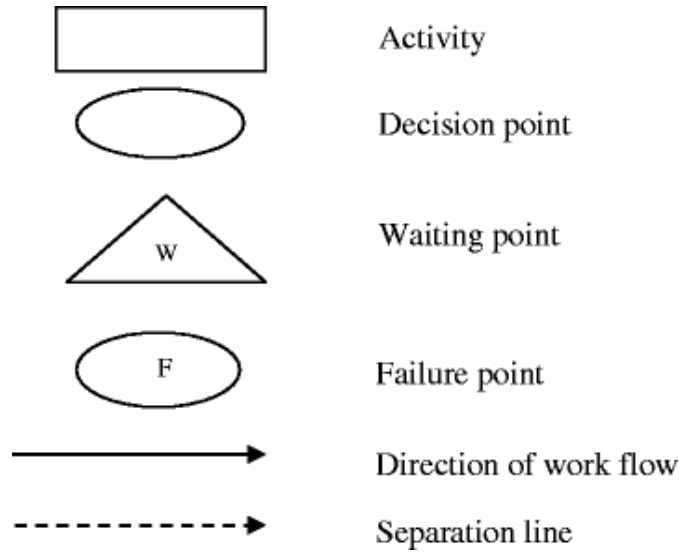 Activity
Decision point
W
Waiting point
F
Failure point
Direction of work flow
Separation line